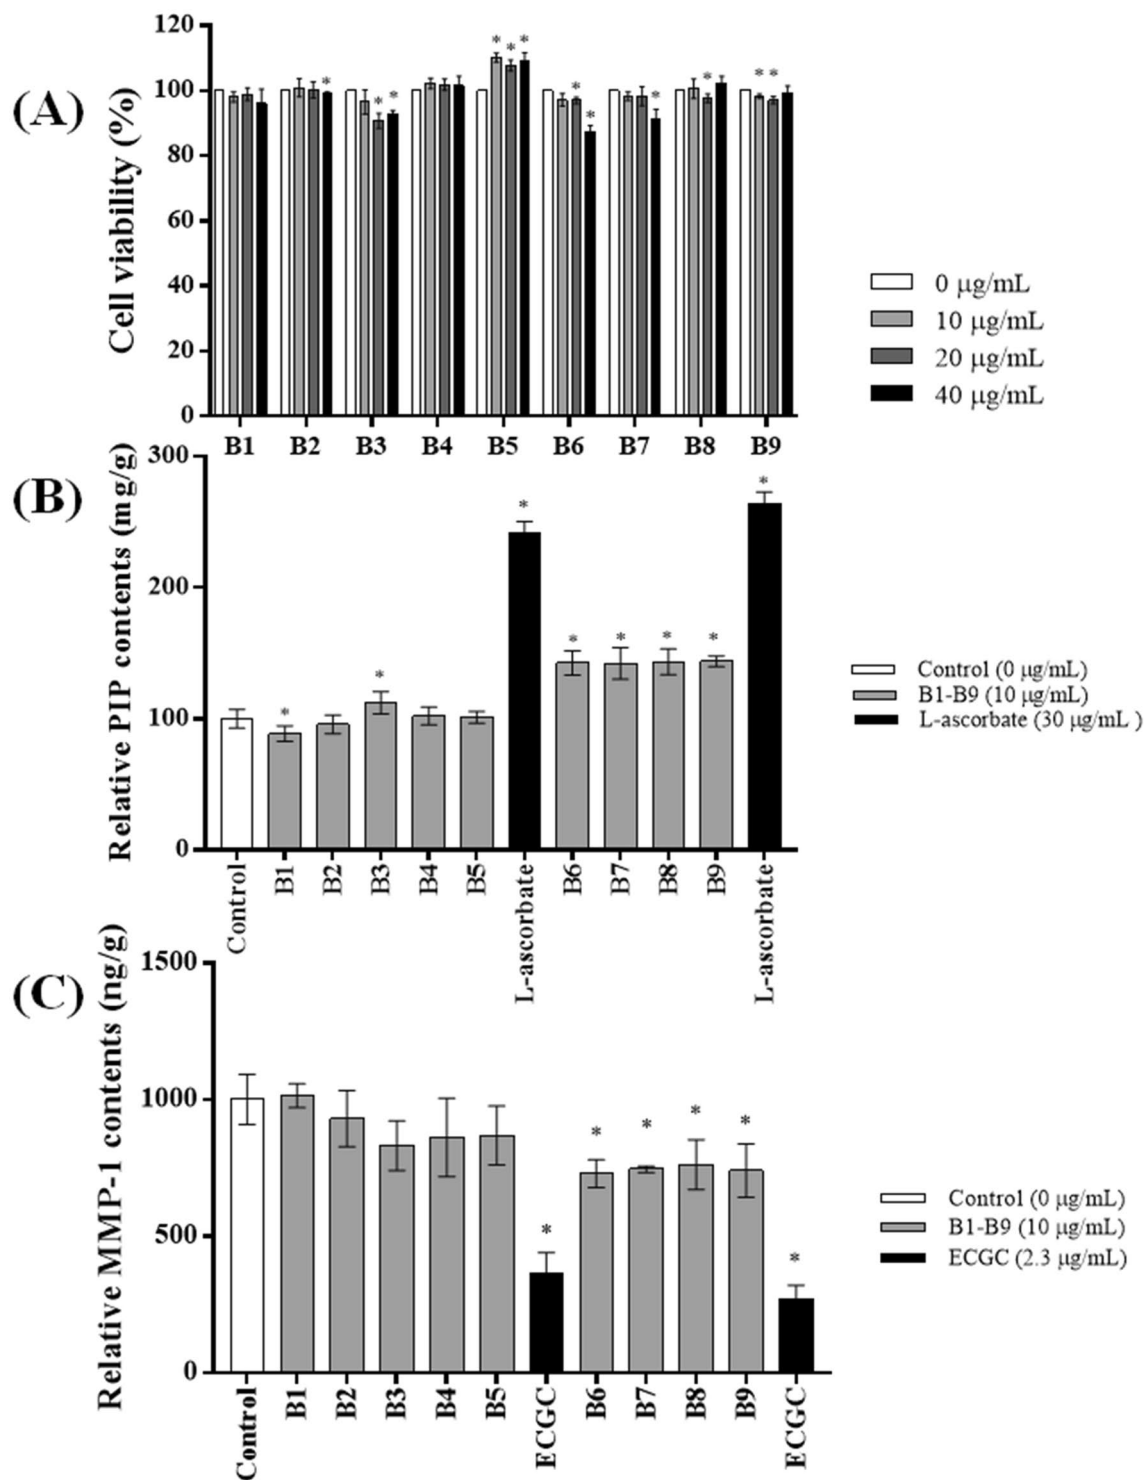 (A)
Cell viability (%)
120
100
80
60
40
20
0
* * * * * * * * * * * * *
B1 B2 B3 B4 B5 B6 B7 B8 B9
0 µg/mL
10 µg/mL
20 µg/mL
40 µg/mL
(B)
Relative PIP contents (mg/g)
300
200
100
0
* * * * * * * *
Control B1 B2 B3 B4 B5 L-ascorbate B6 B7 B8 B9 L-ascorbate
Control (0 µg/mL)
B1-B9 (10 µg/mL)
L-ascorbate (30 µg/mL )
(C)
Relative MMP-1 contents (ng/g)
1500
1000
500
0
* * * * * *
Control B1 B2 B3 B4 B5 ECGC B6 B7 B8 B9 ECGC
Control (0 µg/mL)
B1-B9 (10 µg/mL)
ECGC (2.3 µg/mL)